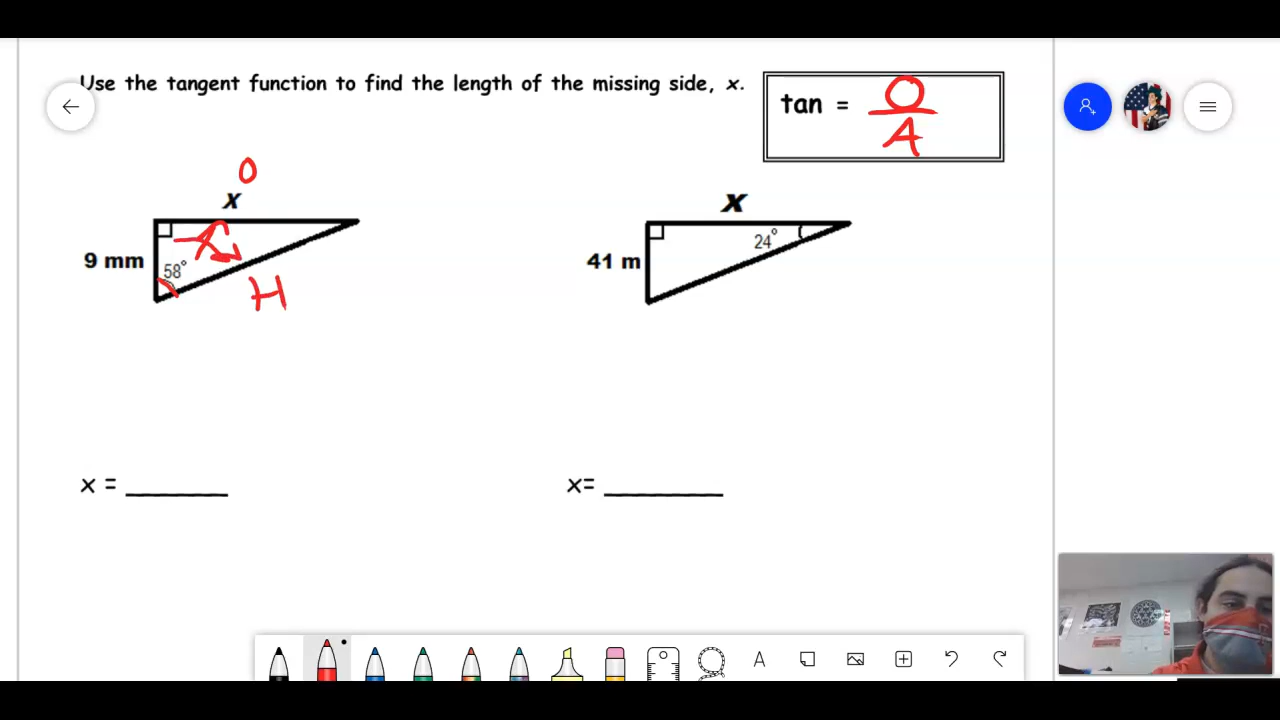 Use the tangent function to find the length of the missing side, x.
tan = O
A
O
x
9 mm
58°
H
x
24°
41 m
x = ________
x= _________
A